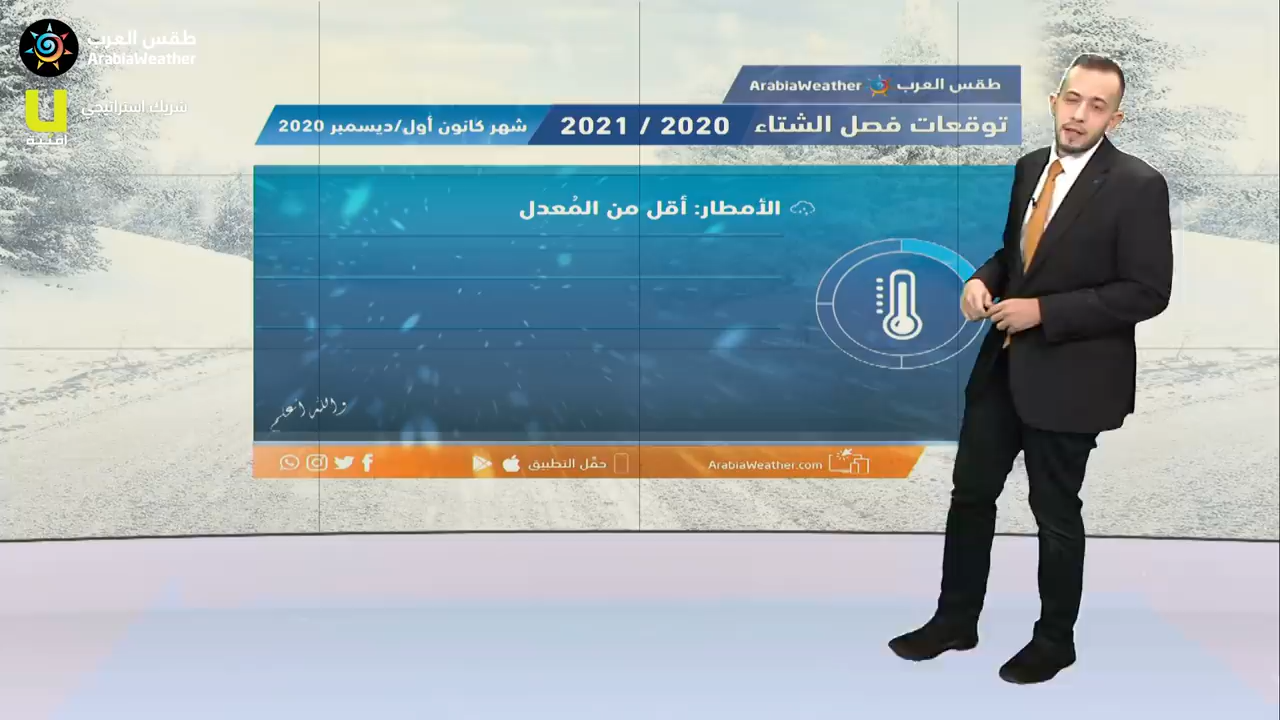 طقس العرب
ArabiaWeather
شريك استراتيجي
U
أمنية
طقس العرب ArabiaWeather
توقعات فصل الشتاء 2020 / 2021 شهر كانون أول/ديسمبر 2020
الأمطار: أقل من المُعدل
والله أعلم
ArabiaWeather.com حمِّل التطبيق